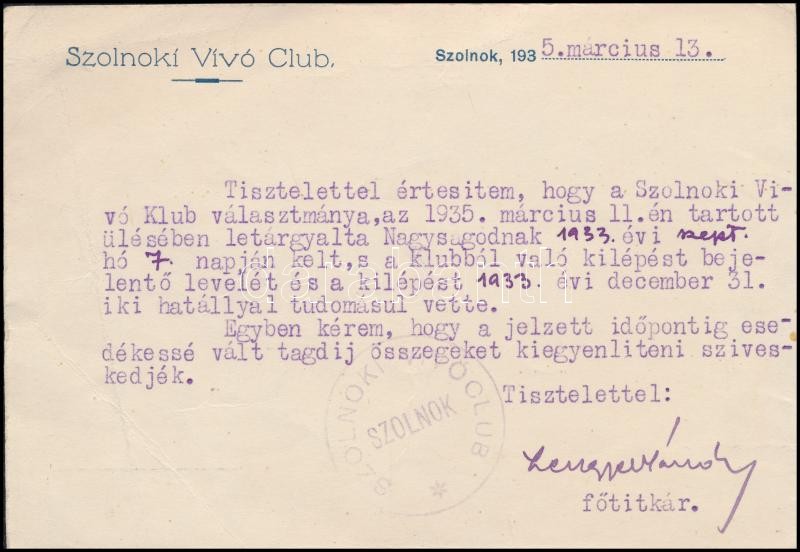 Szolnoki Vívó Club.
Szolnok, 1935.március 13.
Tisztelettel értesitem, hogy a Szolnoki Vi-
vó Klub választmánya,az 1935. március 11.én tartott
ülésében letárgyalta Nagyságodnak 1933. évi szept.
hó 7. napján kelt,s a klubból való kilépést beje-
lentő levelét és a kilépést 1933. évi december 31.
iki hatállyal tudomásul vette.
Egyben kérem, hogy a jelzett időpontig ese-
dékessé vált tagdij összegeket kiegyenliteni szives-
kedjék.
Tisztelettel:
főtitkár.
SZOLNOKI VÍVÓCLUB
SZOLNOK
darabanth